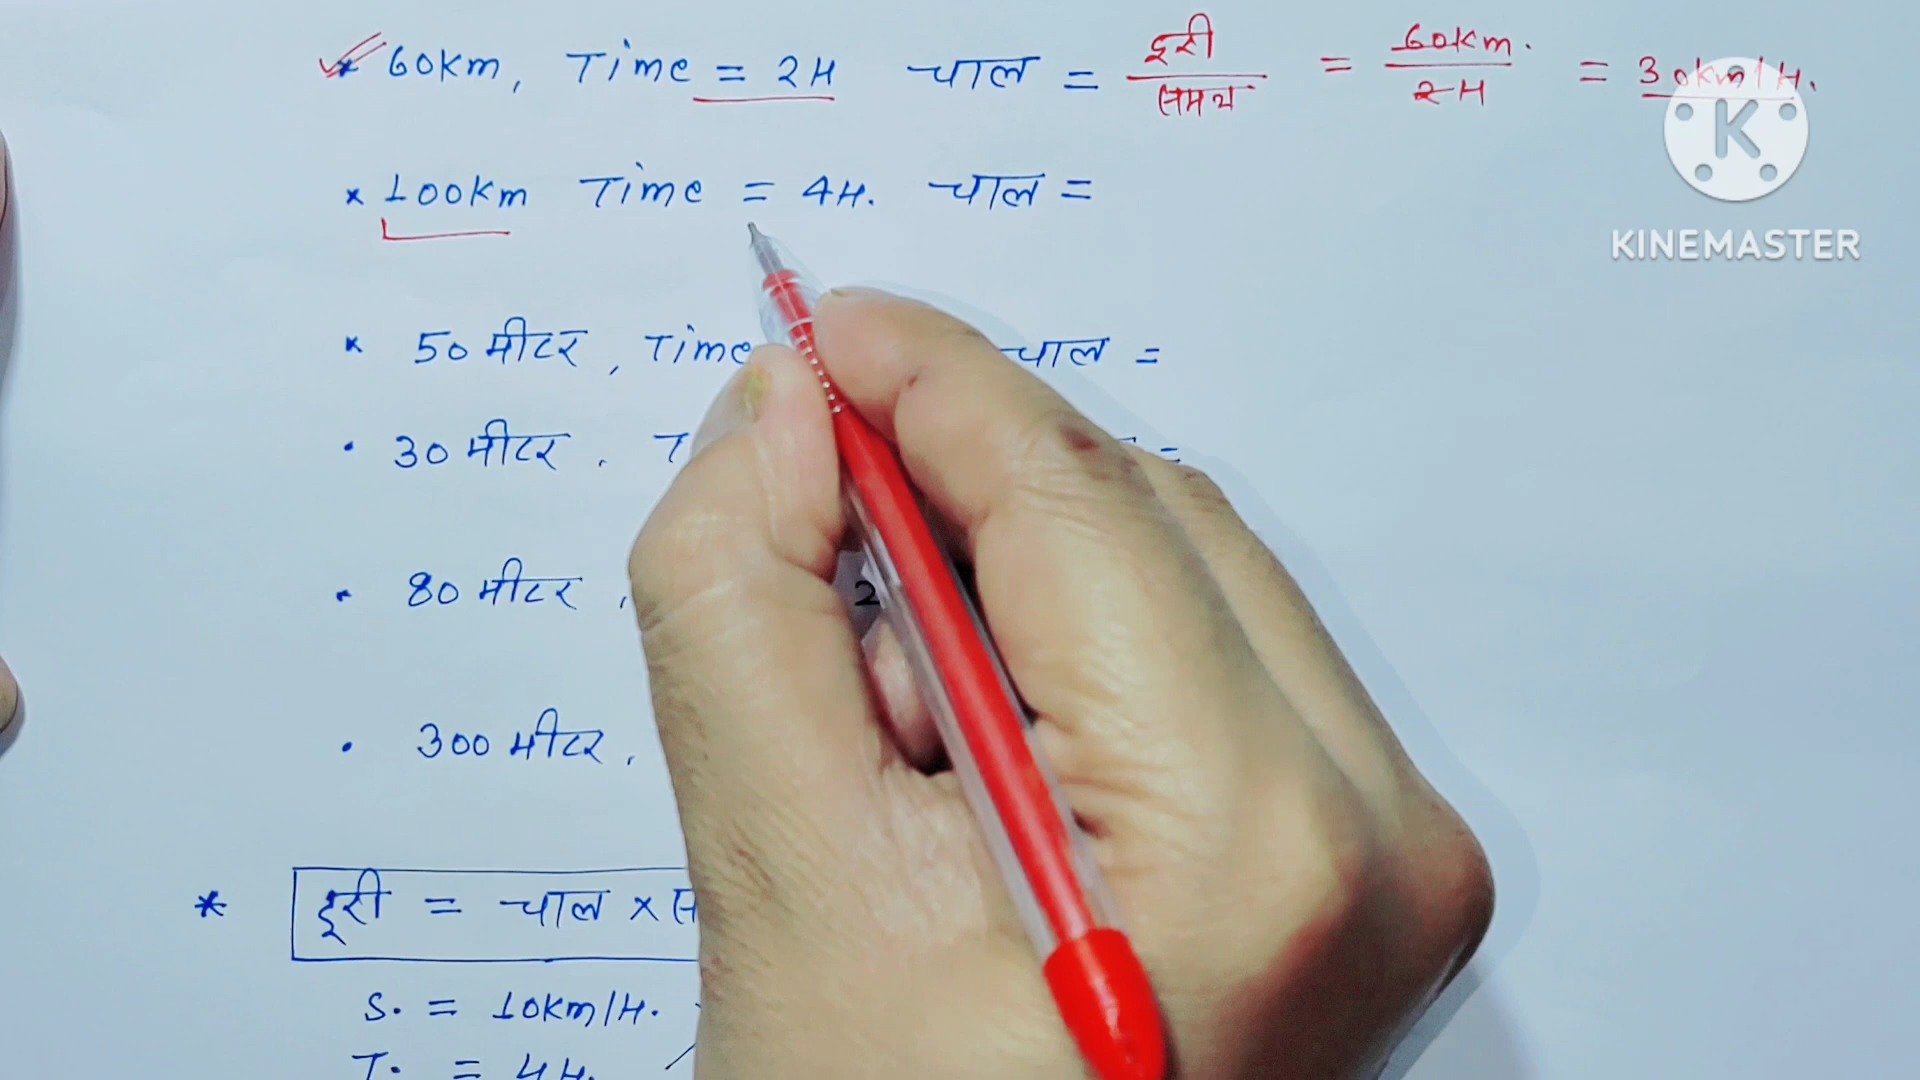 * 60km, Time = 2H चाल = दूरी/समय = 60km./2H = 30km/H.
* 100km Time = 4H. चाल =
KINEMASTER
* 50 मीटर, Time चाल =
• 30 मीटर. T =
• 80 मीटर, 2
• 300 मीटर,
* दूरी = चाल × स
S. = 10km/H.
T. = 4H.